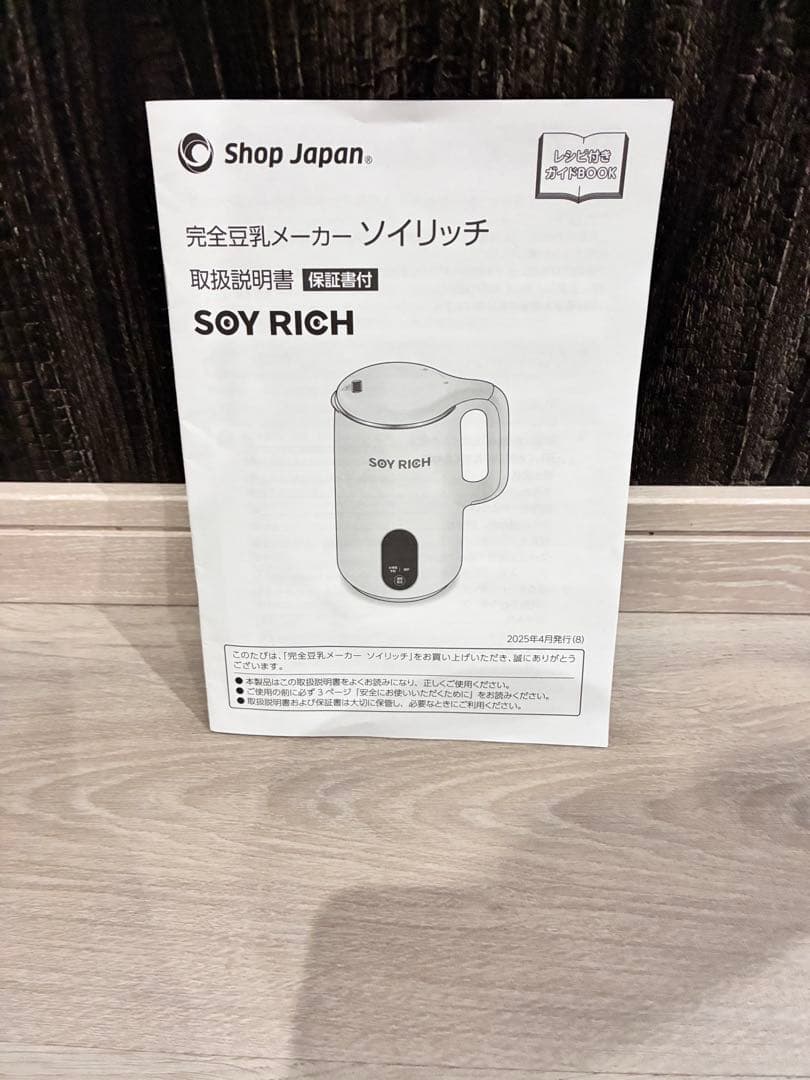 Shop Japan®
レシピ付き
ガイドBOOK
完全豆乳メーカー ソイリッチ
取扱説明書 保証書付
SOY RICH
SOY RICH
2025年4月発行(8)
このたびは、「完全豆乳メーカー ソイリッチ」をお買い上げいただき、誠にありがとう
ございます。
● 本製品はこの取扱説明書をよくお読みになり、正しくご使用ください。
● ご使用の前に必ず3ページ「安全にお使いいただくために」をお読みください。
● 取扱説明書および保証書は大切に保管し、必要なときにご利用ください。